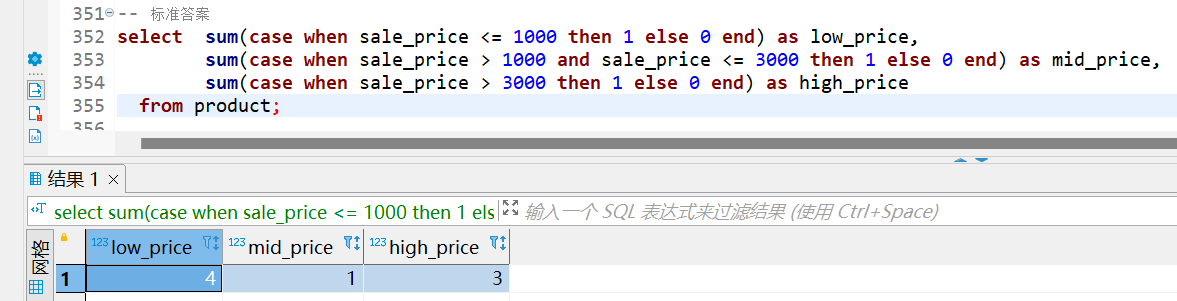 351 -- 标准答案
352 select  sum(case when sale_price <= 1000 then 1 else 0 end) as low_price,
353         sum(case when sale_price > 1000 and sale_price <= 3000 then 1 else 0 end) as mid_price,
354         sum(case when sale_price > 3000 then 1 else 0 end) as high_price
355   from product;
356
结果 1 ×
select sum(case when sale_price <= 1000 then 1 els 输入一个 SQL 表达式来过滤结果 (使用 Ctrl+Space)
网格 123 low_price 123 mid_price 123 high_price
1 4 1 3